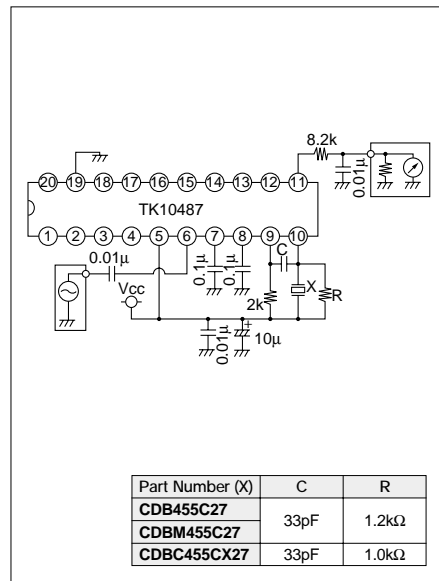 8.2k
0.01μ
20 19 18 17 16 15 14 13 12 11
TK10487
1 2 3 4 5 6 7 8 9 10
0.01μ
0.1μ
0.1μ
C
Vcc
2k
X
R
0.01μ
+
10μ
Part Number (X) C R
CDB455C27 33pF 1.2kΩ
CDBM455C27
CDBC455CX27 33pF 1.0kΩ